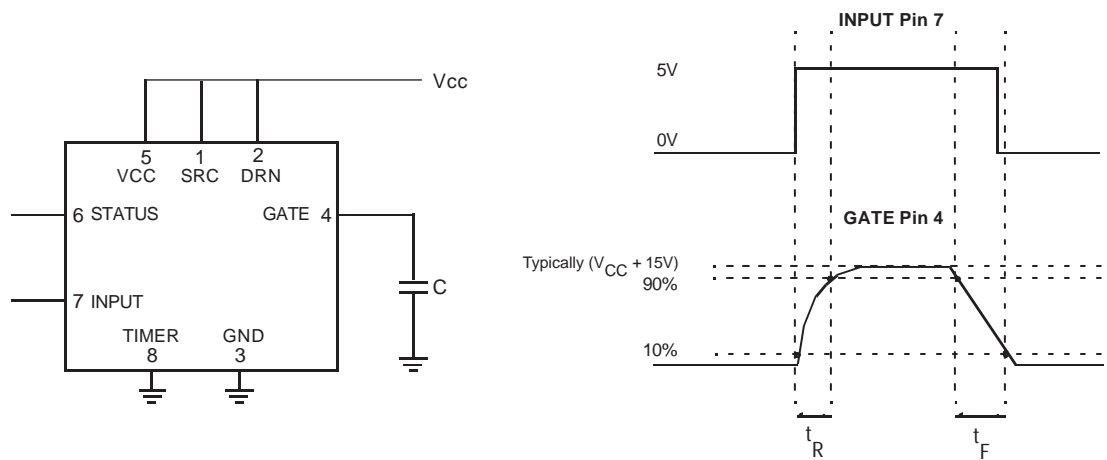 Vcc
5 1 2
VCC SRC DRN
6 STATUS
GATE 4
C
7 INPUT
TIMER GND
8 3
INPUT Pin 7
5V
0V
GATE Pin 4
Typically (VCC + 15V)
90%
10%
tR tF